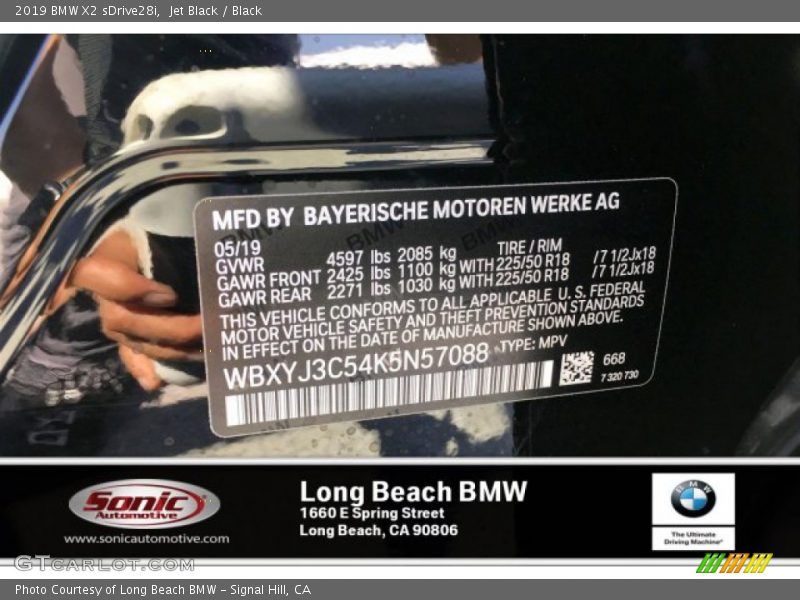 2019 BMW X2 sDrive28i, Jet Black / Black
MFD BY BAYERISCHE MOTOREN WERKE AG
05/19 TIRE / RIM
GVWR 4597 lbs 2085 kg
GAWR FRONT 2425 lbs 1100 kg WITH 225/50 R18 /7 1/2Jx18
GAWR REAR 2271 lbs 1030 kg WITH 225/50 R18 /7 1/2Jx18
THIS VEHICLE CONFORMS TO ALL APPLICABLE U. S. FEDERAL
MOTOR VEHICLE SAFETY AND THEFT PREVENTION STANDARDS
IN EFFECT ON THE DATE OF MANUFACTURE SHOWN ABOVE.
WBXYJ3C54K5N57088 TYPE: MPV
668
7 320 730
Sonic
Automotive
www.sonicautomotive.com
Long Beach BMW
1660 E Spring Street
Long Beach, CA 90806
BMW
The Ultimate
Driving Machine®
GTcarlot.com
Photo Courtesy of Long Beach BMW – Signal Hill, CA